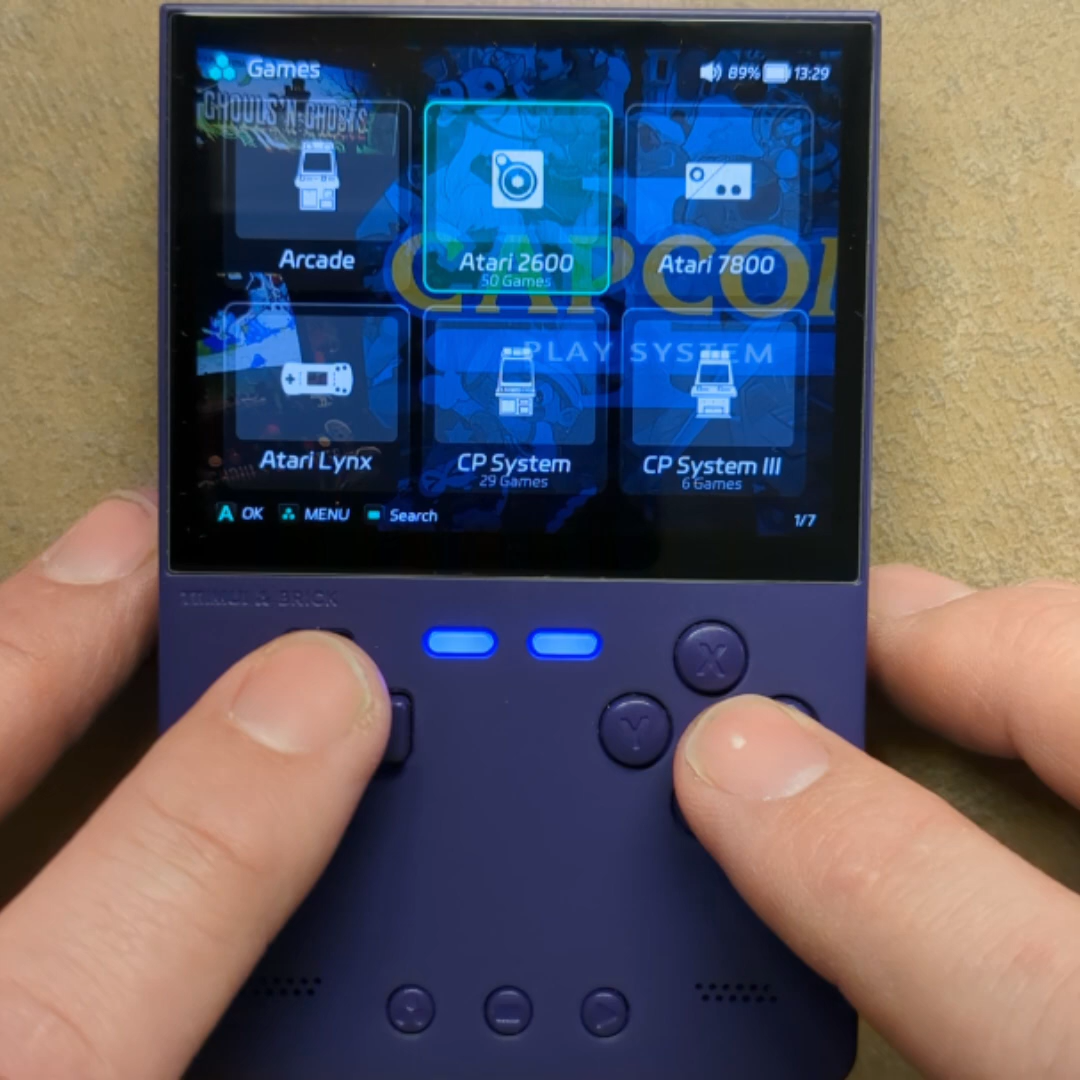 Games
89% 13:29
GHOULS'N GHOSTS
CAPCOM
PLAY SYSTEM
Arcade
Atari 2600
50 Games
Atari 7800
Atari Lynx
CP System
29 Games
CP System III
6 Games
A OK MENU Search
1/7
TRIMUI BRICK
X
Y